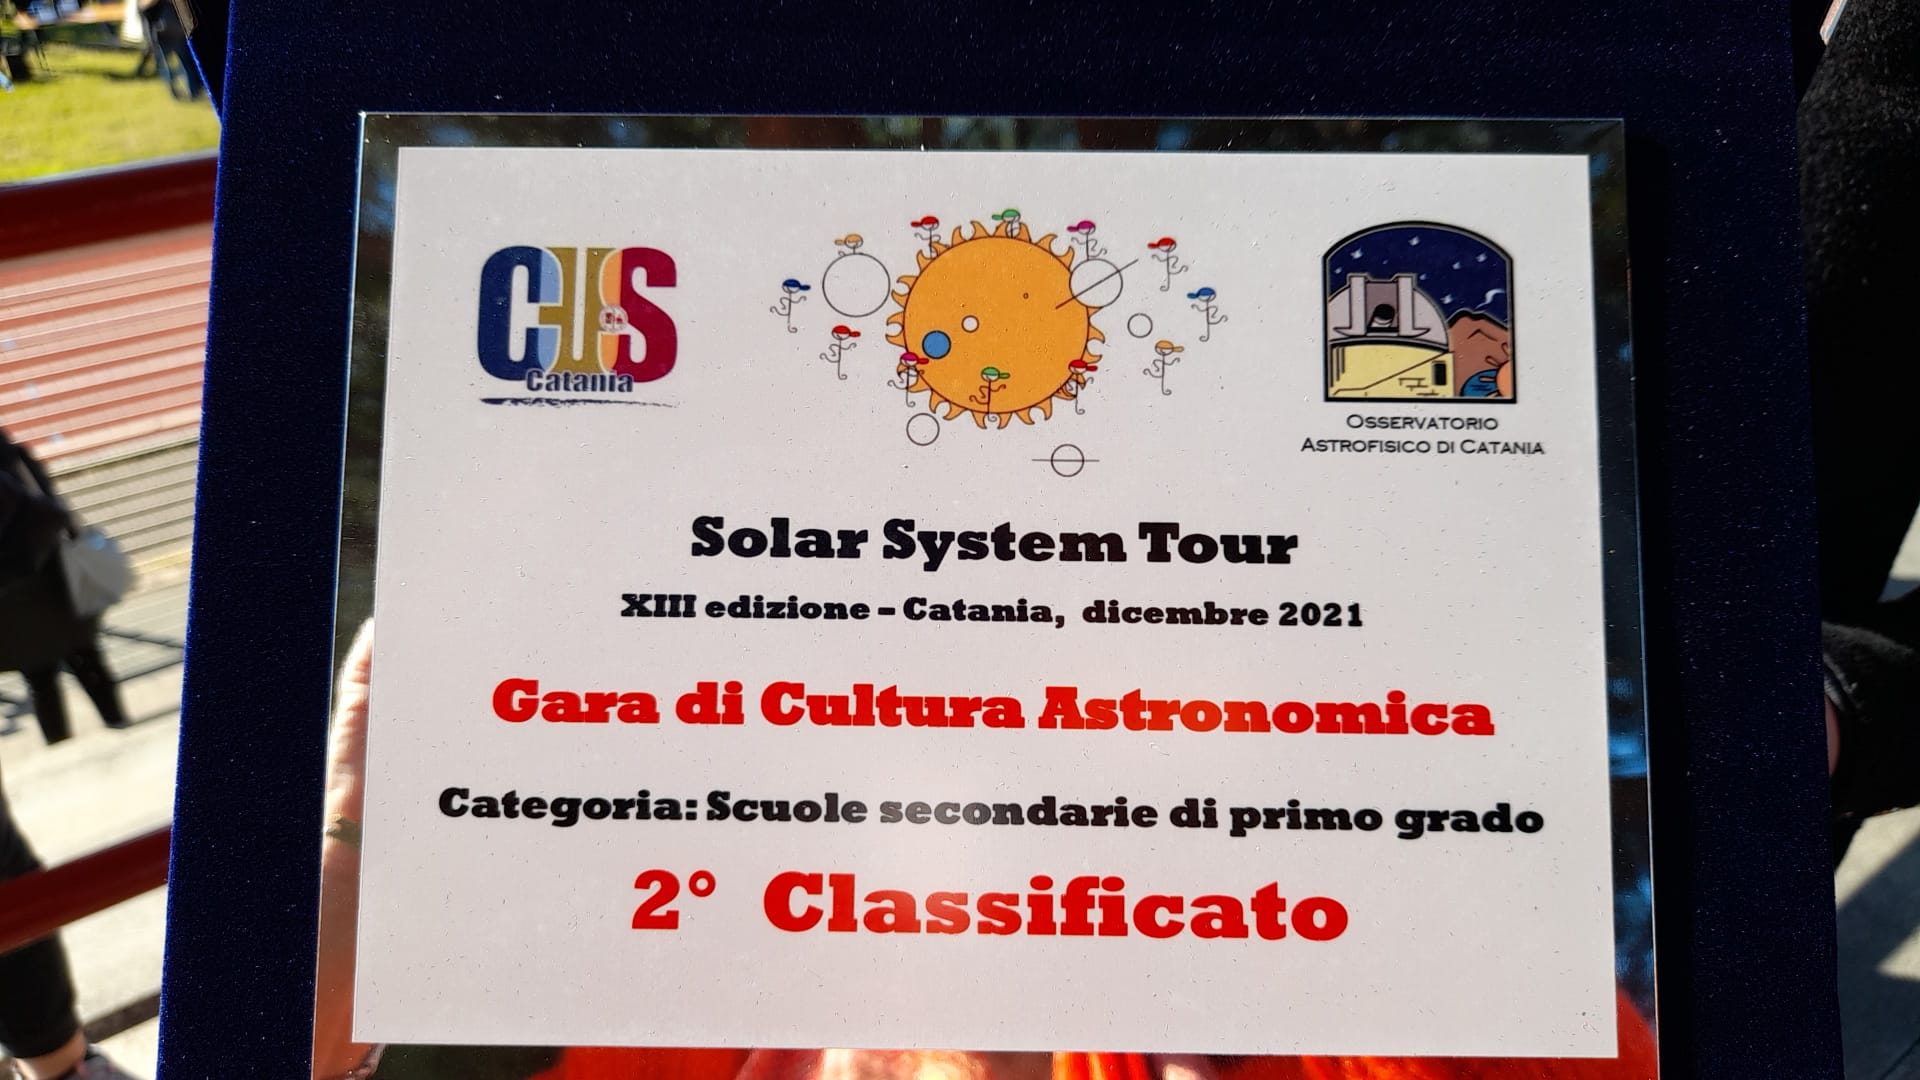 CUS
Catania
OSSERVATORIO
ASTROFISICO DI CATANIA
Solar System Tour
XIII edizione – Catania, dicembre 2021
Gara di Cultura Astronomica
Categoria: Scuole secondarie di primo grado
2° Classificato